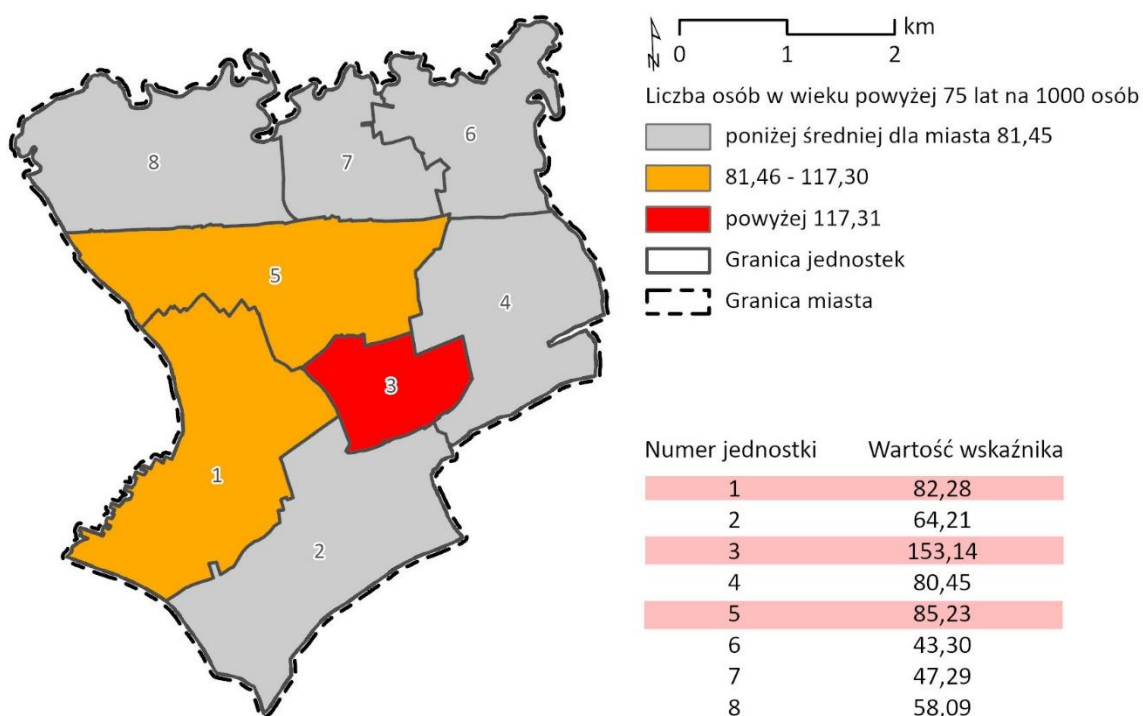 km
0 1 2
Liczba osób w wieku powyżej 75 lat na 1000 osób
poniżej średniej dla miasta 81,45
81,46 - 117,30
powyżej 117,31
Granica jednostek
Granica miasta
8
7
6
5
4
3
1
2
Numer jednostki Wartość wskaźnika
1 82,28
2 64,21
3 153,14
4 80,45
5 85,23
6 43,30
7 47,29
8 58,09